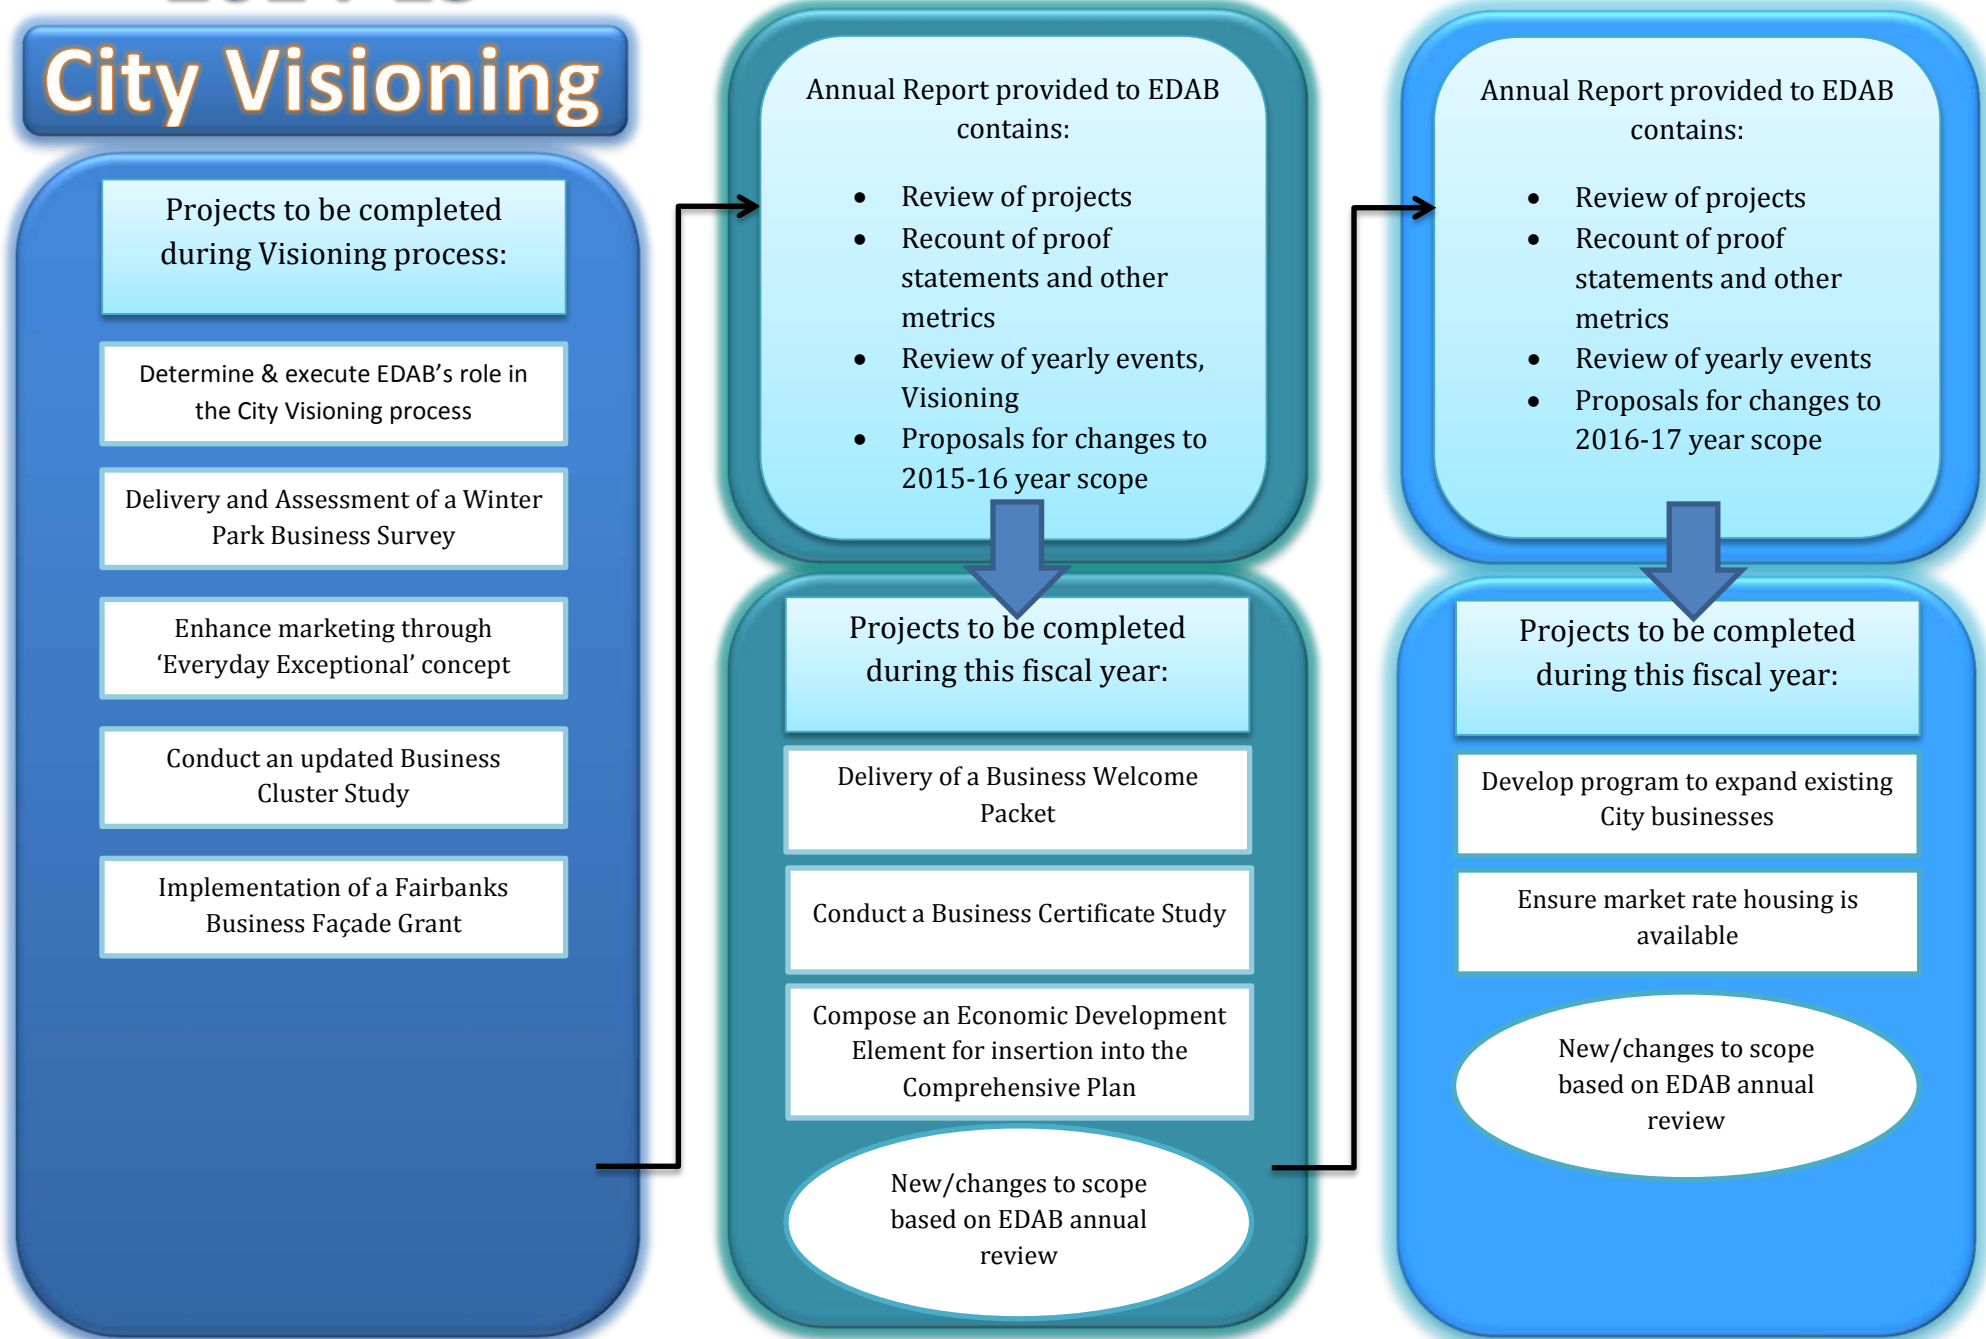 City Visioning
Projects to be completed
during Visioning process:
Determine & execute EDAB’s role in
the City Visioning process
Delivery and Assessment of a Winter
Park Business Survey
Enhance marketing through
‘Everyday Exceptional’ concept
Conduct an updated Business
Cluster Study
Implementation of a Fairbanks
Business Façade Grant
Annual Report provided to EDAB
contains:
• Review of projects
• Recount of proof
statements and other
metrics
• Review of yearly events,
Visioning
• Proposals for changes to
2015-16 year scope
Projects to be completed
during this fiscal year:
Delivery of a Business Welcome
Packet
Conduct a Business Certificate Study
Compose an Economic Development
Element for insertion into the
Comprehensive Plan
New/changes to scope
based on EDAB annual
review
Annual Report provided to EDAB
contains:
• Review of projects
• Recount of proof
statements and other
metrics
• Review of yearly events
• Proposals for changes to
2016-17 year scope
Projects to be completed
during this fiscal year:
Develop program to expand existing
City businesses
Ensure market rate housing is
available
New/changes to scope
based on EDAB annual
review